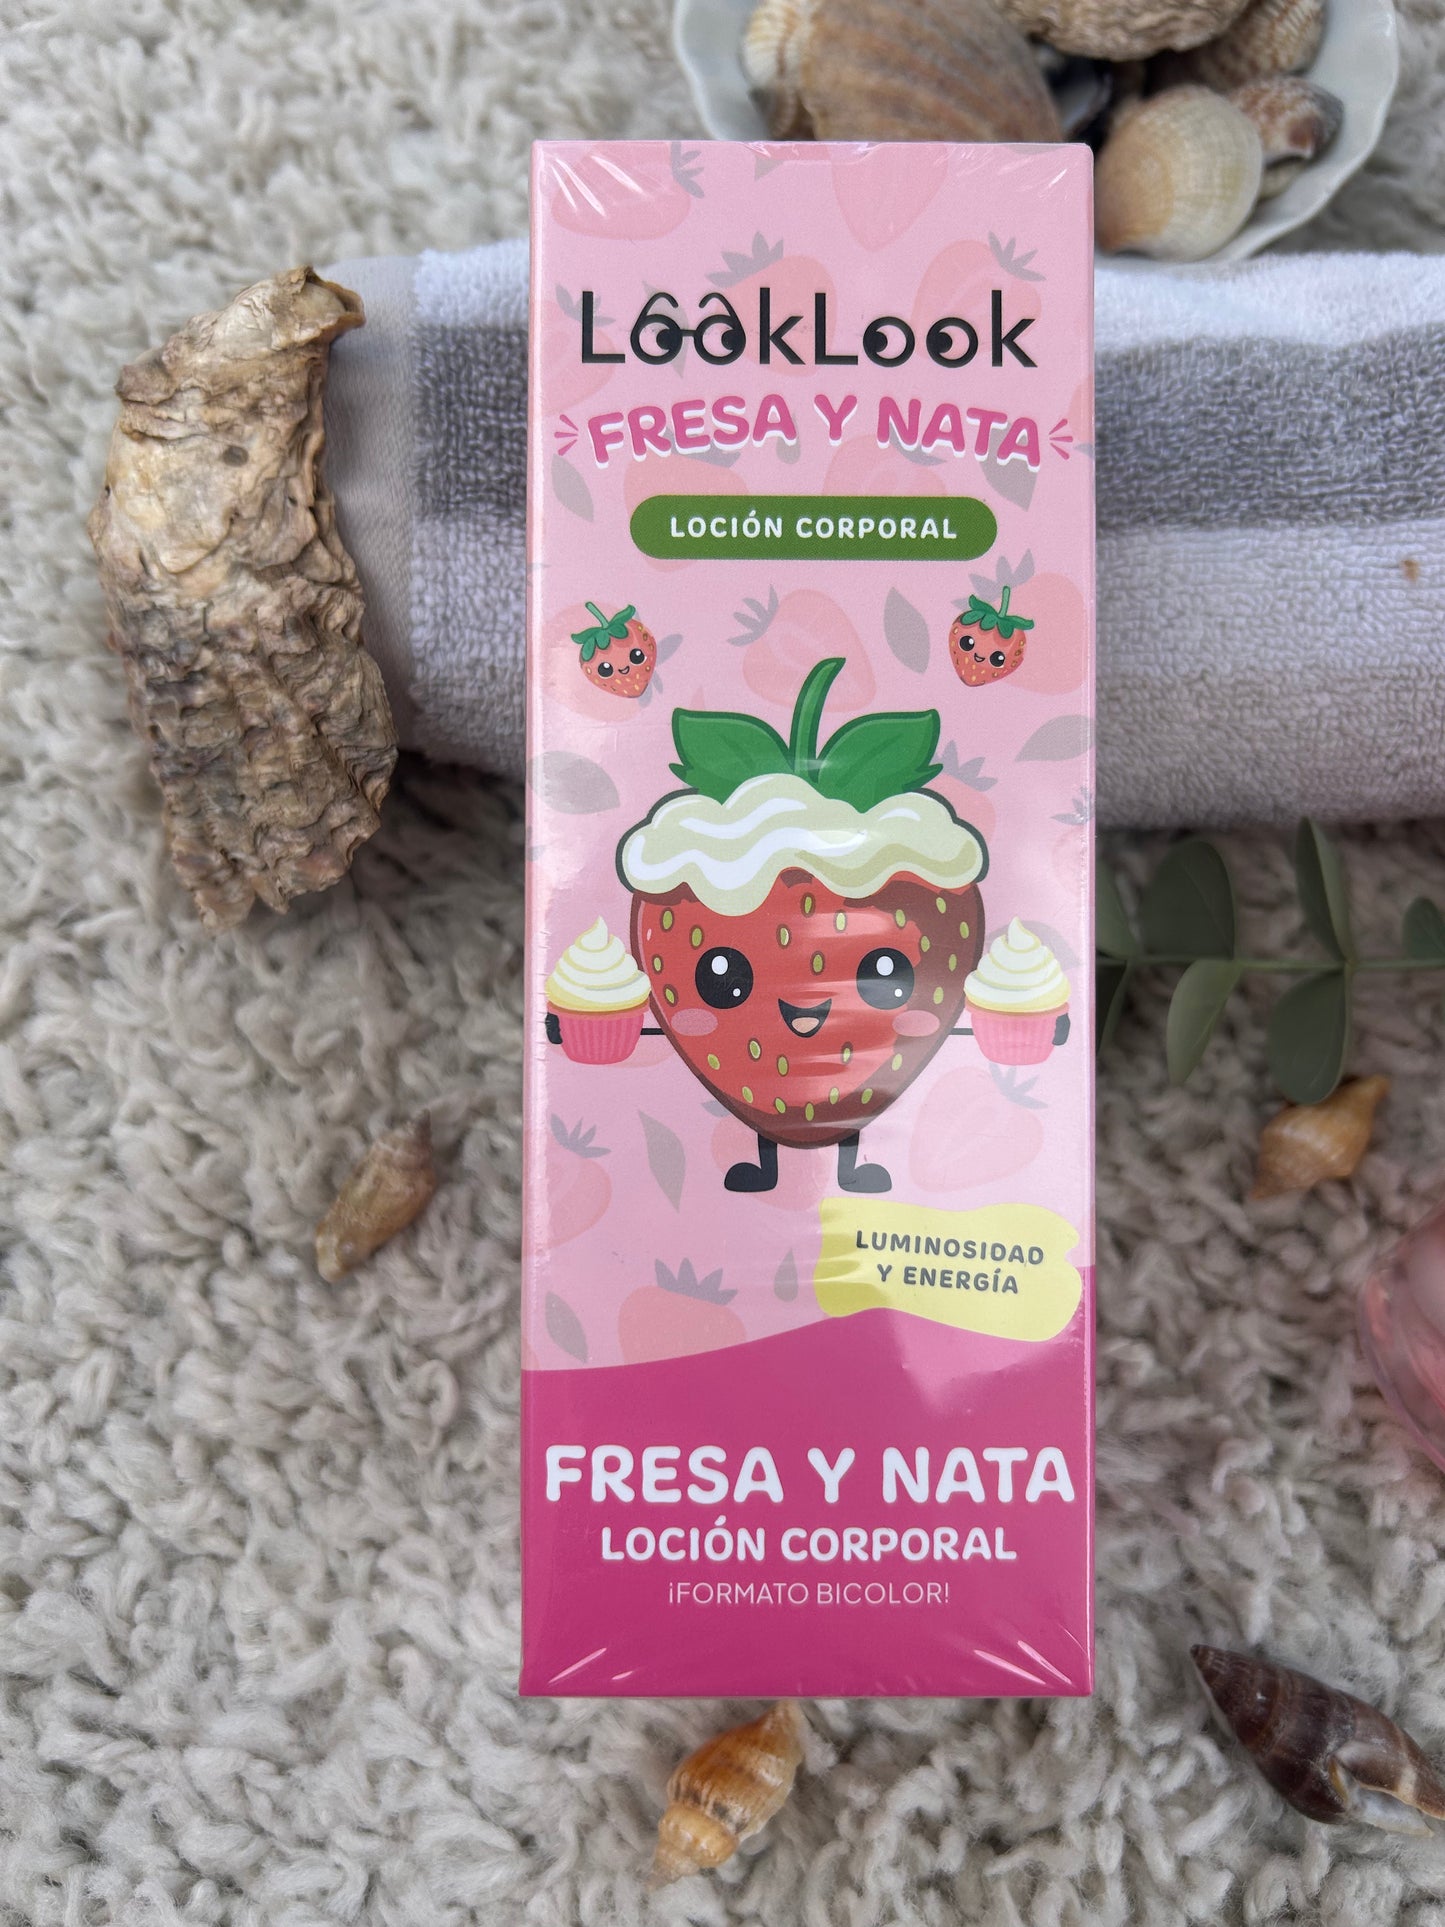 LookLook
FRESA Y NATA
LOCIÓN CORPORAL
LUMINOSIDAD
Y ENERGÍA
FRESA Y NATA
LOCIÓN CORPORAL
¡FORMATO BICOLOR!